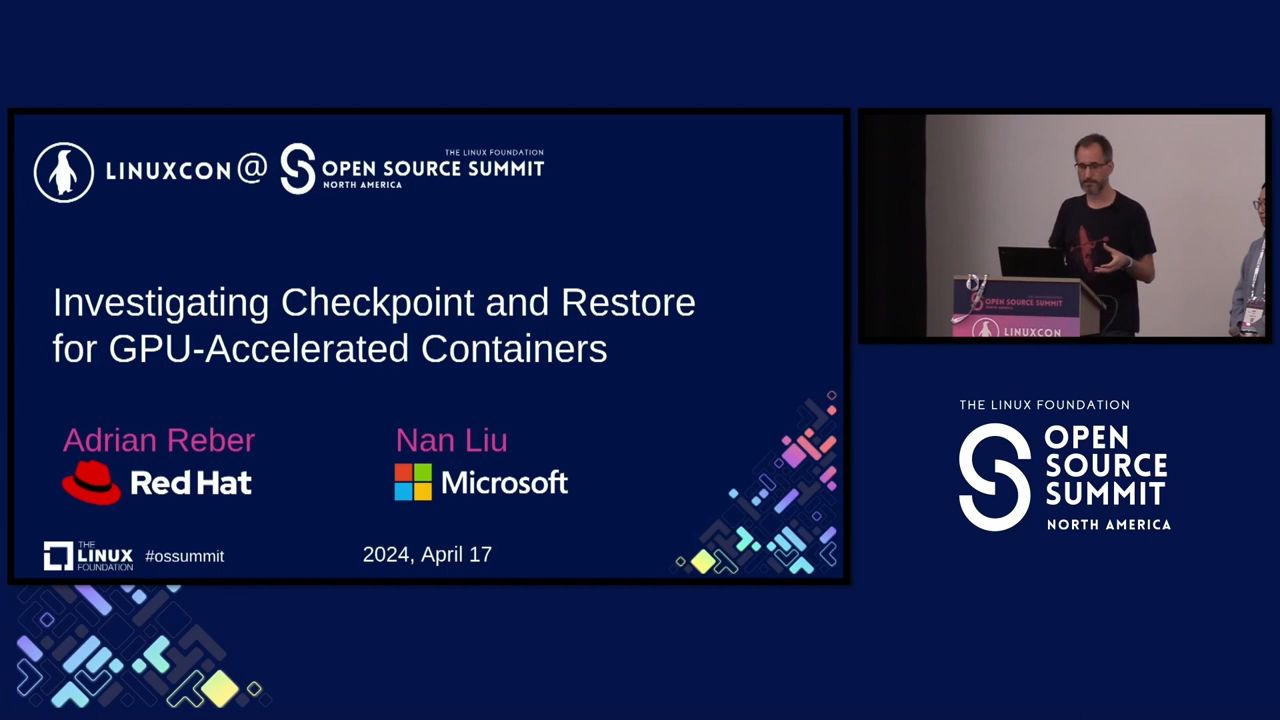 LINUXCON @
THE LINUX FOUNDATION
OPEN SOURCE SUMMIT
NORTH AMERICA
Investigating Checkpoint and Restore
for GPU-Accelerated Containers
Adrian Reber
Nan Liu
Red Hat
Microsoft
THE
LINUX
FOUNDATION
#ossummit
2024, April 17
OPEN SOURCE SUMMIT
LINUXCON
THE LINUX FOUNDATION
OPEN
SOURCE
SUMMIT
NORTH AMERICA